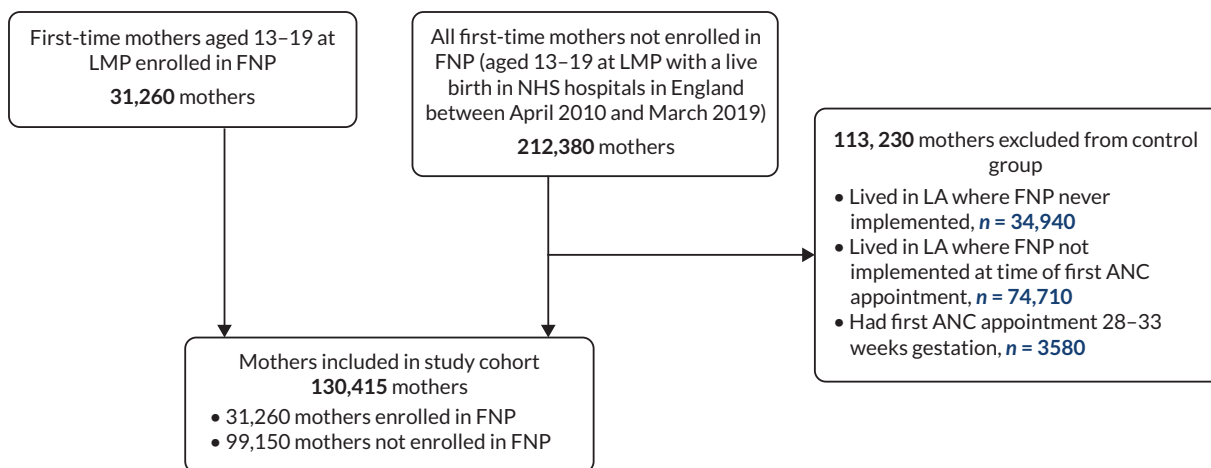 First-time mothers aged 13–19 at
LMP enrolled in FNP
31,260 mothers
All first-time mothers not enrolled in
FNP (aged 13–19 at LMP with a live
birth in NHS hospitals in England
between April 2010 and March 2019)
212,380 mothers
113, 230 mothers excluded from control
group
• Lived in LA where FNP never
implemented, n = 34,940
• Lived in LA where FNP not
implemented at time of first ANC
appointment, n = 74,710
• Had first ANC appointment 28–33
weeks gestation, n = 3580
Mothers included in study cohort
130,415 mothers
• 31,260 mothers enrolled in FNP
• 99,150 mothers not enrolled in FNP